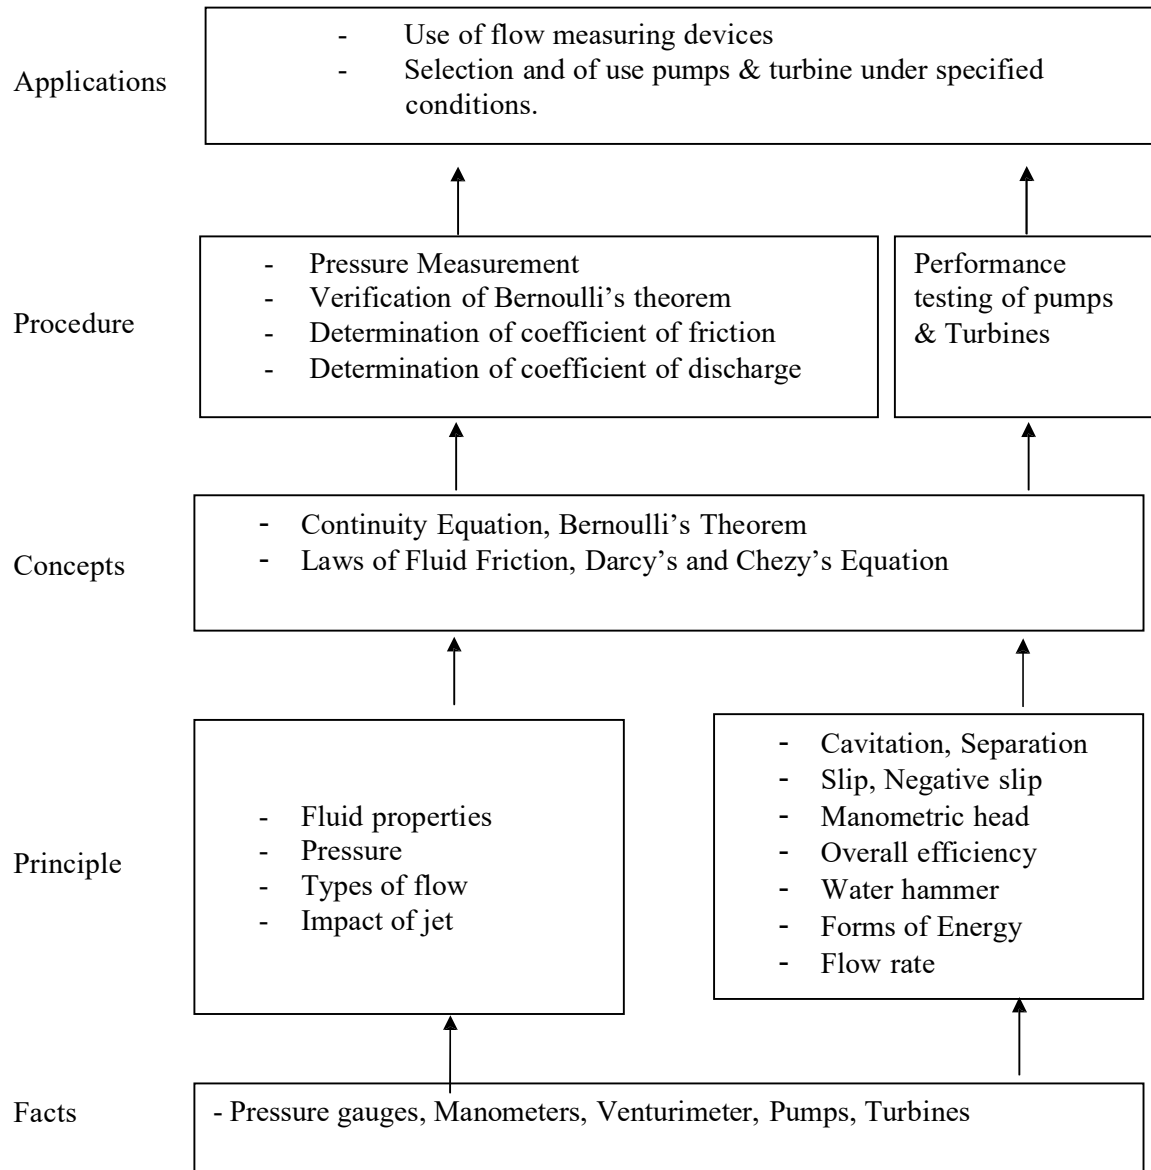 Applications
- Use of flow measuring devices
- Selection and of use pumps & turbine under specified
conditions.
Procedure
- Pressure Measurement
- Verification of Bernoulli’s theorem
- Determination of coefficient of friction
- Determination of coefficient of discharge
Performance
testing of pumps
& Turbines
Concepts
- Continuity Equation, Bernoulli’s Theorem
- Laws of Fluid Friction, Darcy’s and Chezy’s Equation
Principle
- Fluid properties
- Pressure
- Types of flow
- Impact of jet
- Cavitation, Separation
- Slip, Negative slip
- Manometric head
- Overall efficiency
- Water hammer
- Forms of Energy
- Flow rate
Facts
- Pressure gauges, Manometers, Venturimeter, Pumps, Turbines